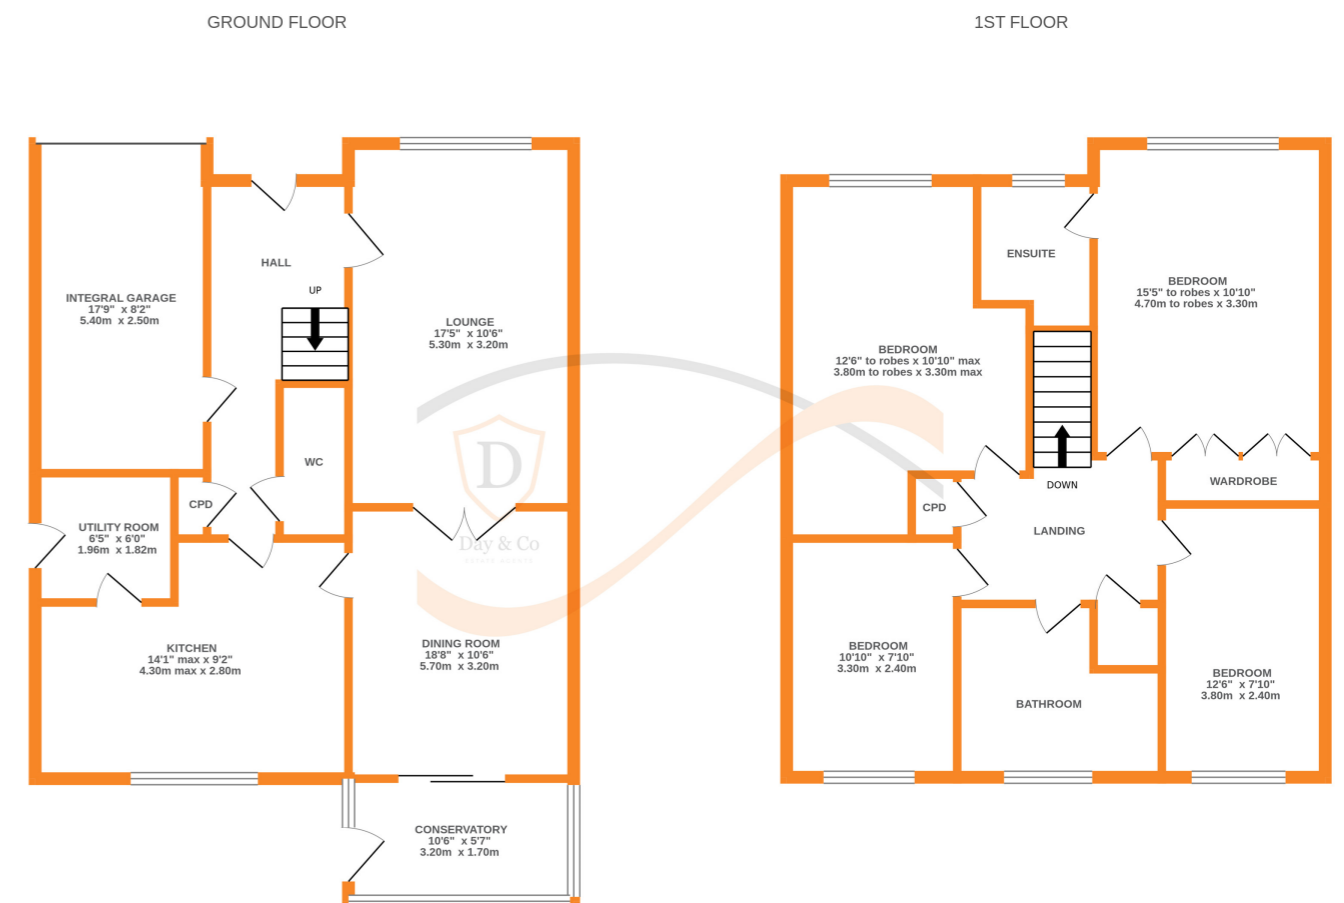 GROUND FLOOR
1ST FLOOR
INTEGRAL GARAGE
17'9" x 8'2"
5.40m x 2.50m
HALL
UP
LOUNGE
17'5" x 10'6"
5.30m x 3.20m
WC
CPD
UTILITY ROOM
6'5" x 6'0"
1.96m x 1.82m
KITCHEN
14'1" max x 9'2"
4.30m max x 2.80m
DINING ROOM
18'8" x 10'6"
5.70m x 3.20m
CONSERVATORY
10'6" x 5'7"
3.20m x 1.70m
D
Day & Co
ESTATE AGENTS
ENSUITE
BEDROOM
15'5" to robes x 10'10"
4.70m to robes x 3.30m
BEDROOM
12'6" to robes x 10'10" max
3.80m to robes x 3.30m max
WARDROBE
DOWN
CPD
LANDING
BEDROOM
10'10" x 7'10"
3.30m x 2.40m
BATHROOM
BEDROOM
12'6" x 7'10"
3.80m x 2.40m